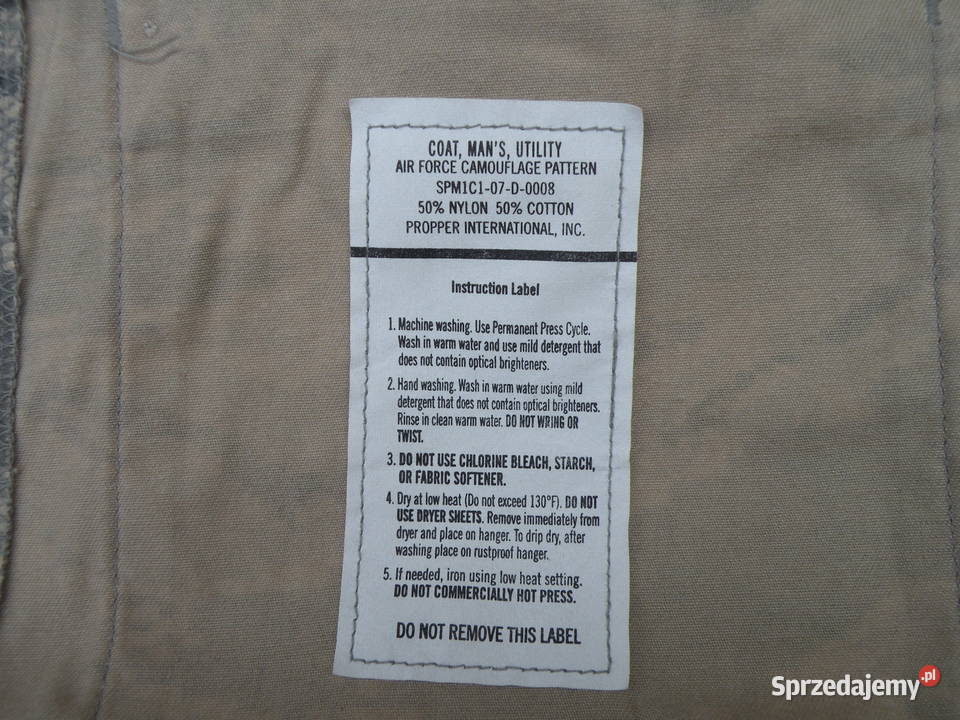 COAT, MAN'S, UTILITY
AIR FORCE CAMOUFLAGE PATTERN
SPM1C1-07-D-0008
50% NYLON 50% COTTON
PROPPER INTERNATIONAL, INC.
Instruction Label
1. Machine washing. Use Permanent Press Cycle.
Wash in warm water and use mild detergent that
does not contain optical brighteners.
2. Hand washing. Wash in warm water using mild
detergent that does not contain optical brighteners.
Rinse in clean warm water. DO NOT WRING OR
TWIST.
3. DO NOT USE CHLORINE BLEACH, STARCH,
OR FABRIC SOFTENER.
4. Dry at low heat (Do not exceed 130°F). DO NOT
USE DRYER SHEETS. Remove immediately from
dryer and place on hanger. To drip dry, after
washing place on rustproof hanger.
5. If needed, iron using low heat setting.
DO NOT COMMERCIALLY HOT PRESS.
DO NOT REMOVE THIS LABEL
Sprzedajemy.pl